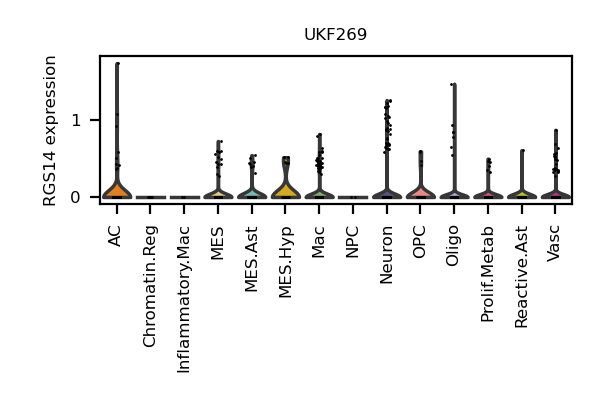 UKF269
RGS14 expression
1
0
AC
Chromatin.Reg
Inflammatory.Mac
MES
MES.Ast
MES.Hyp
Mac
NPC
Neuron
OPC
Oligo
Prolif.Metab
Reactive.Ast
Vasc